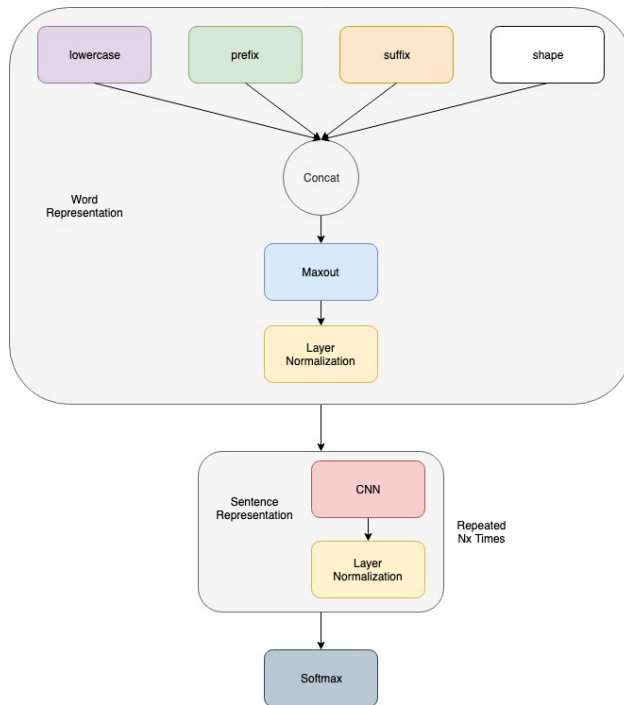 lowercase
prefix
suffix
shape
Concat
Word
Representation
Maxout
Layer
Normalization
CNN
Sentence
Representation
Repeated
Nx Times
Layer
Normalization
Softmax